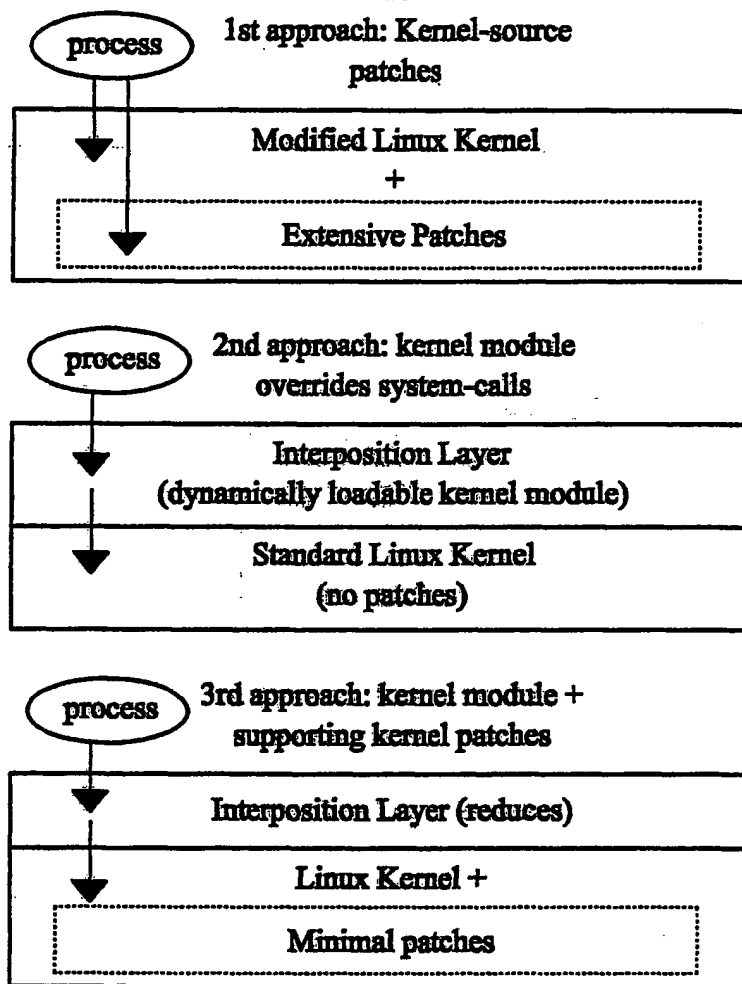 process
1st approach: Kernel-source
patches
Modified Linux Kernel
+
Extensive Patches
process
2nd approach: kernel module
overrides system-calls
Interposition Layer
(dynamically loadable kernel module)
Standard Linux Kernel
(no patches)
process
3rd approach: kernel module +
supporting kernel patches
Interposition Layer (reduces)
Linux Kernel +
Minimal patches